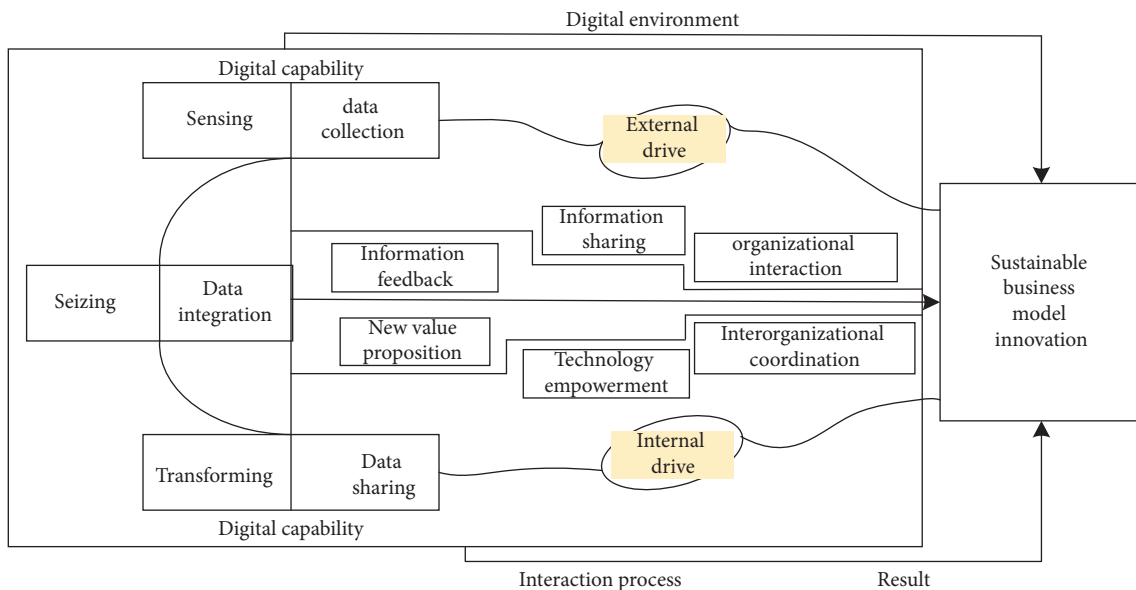 Digital environment
Digital capability
Sensing
data
collection
External
drive
Information
sharing
organizational
interaction
Information
feedback
Seizing
Data
integration
Sustainable
business
model
innovation
New value
proposition
Interorganizational
coordination
Technology
empowerment
Internal
drive
Transforming
Data
sharing
Digital capability
Interaction process
Result